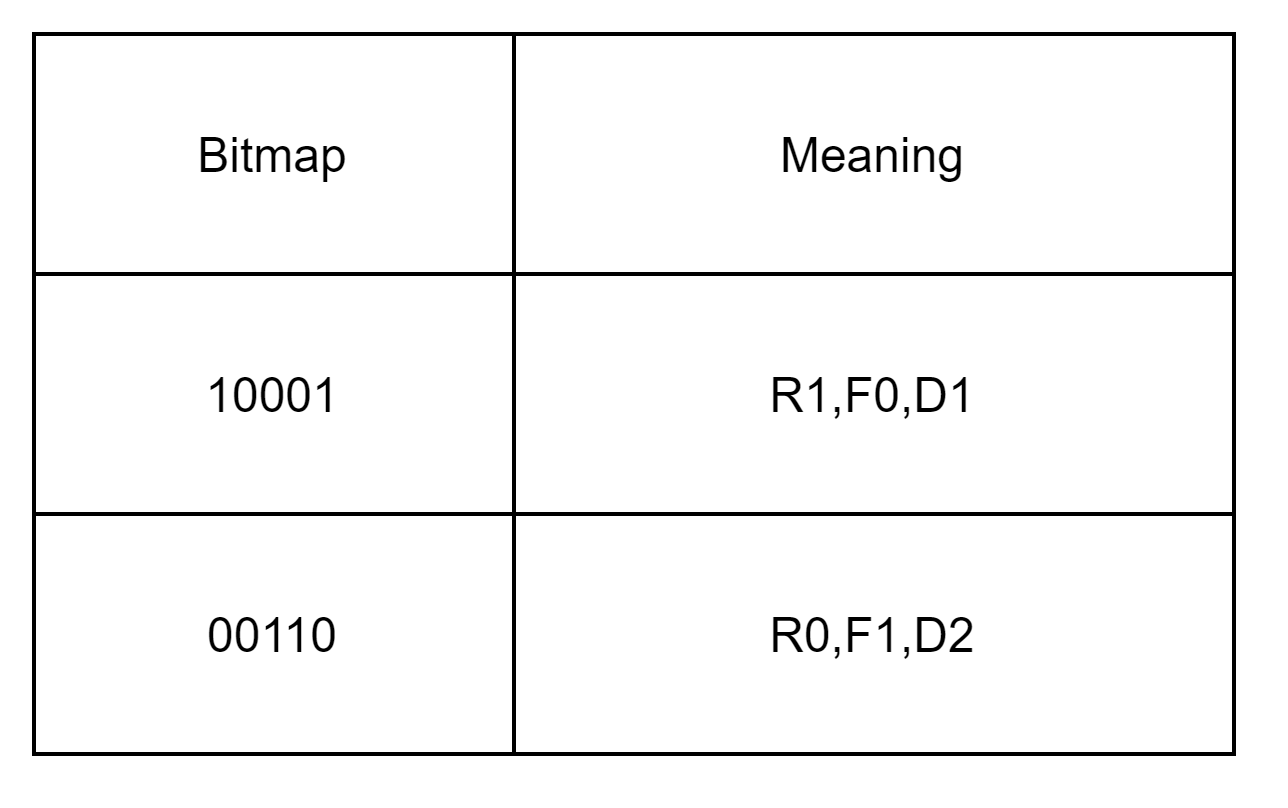 Bitmap Meaning
10001 R1,F0,D1
00110 R0,F1,D2